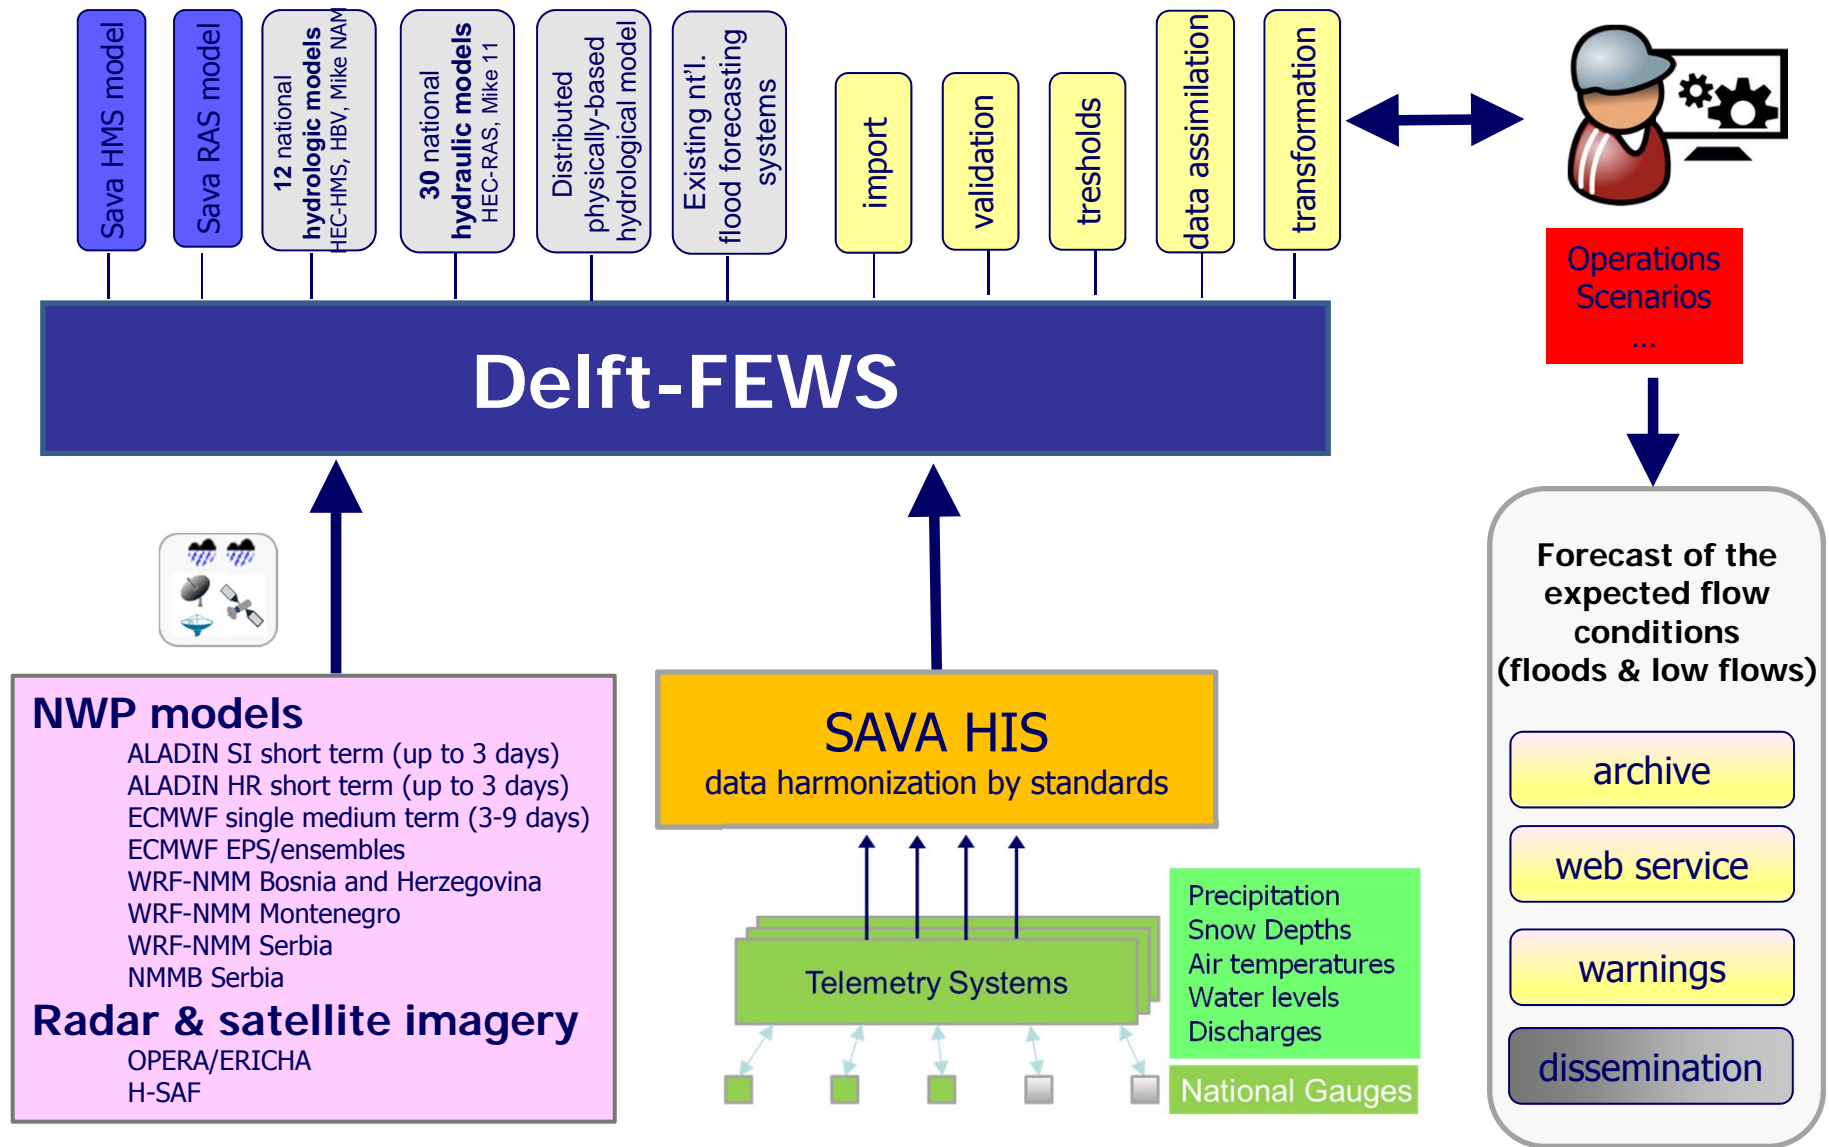 Sava HMS model
Sava RAS model
12 national
hydrologic models
HEC-HMS, HBV, Mike NAM
30 national
hydraulic models
HEC-RAS, Mike 11
Distributed
physically-based
hydrological model
Existing nt'l.
flood forecasting
systems
import
validation
tresholds
data assimilation
transformation
Operations
Scenarios
...
Delft-FEWS
Forecast of the
expected flow
conditions
(floods & low flows)
archive
web service
warnings
dissemination
NWP models
ALADIN SI short term (up to 3 days)
ALADIN HR short term (up to 3 days)
ECMWF single medium term (3-9 days)
ECMWF EPS/ensembles
WRF-NMM Bosnia and Herzegovina
WRF-NMM Montenegro
WRF-NMM Serbia
NMMB Serbia
Radar & satellite imagery
OPERA/ERICHA
H-SAF
SAVA HIS
data harmonization by standards
Telemetry Systems
Precipitation
Snow Depths
Air temperatures
Water levels
Discharges
National Gauges